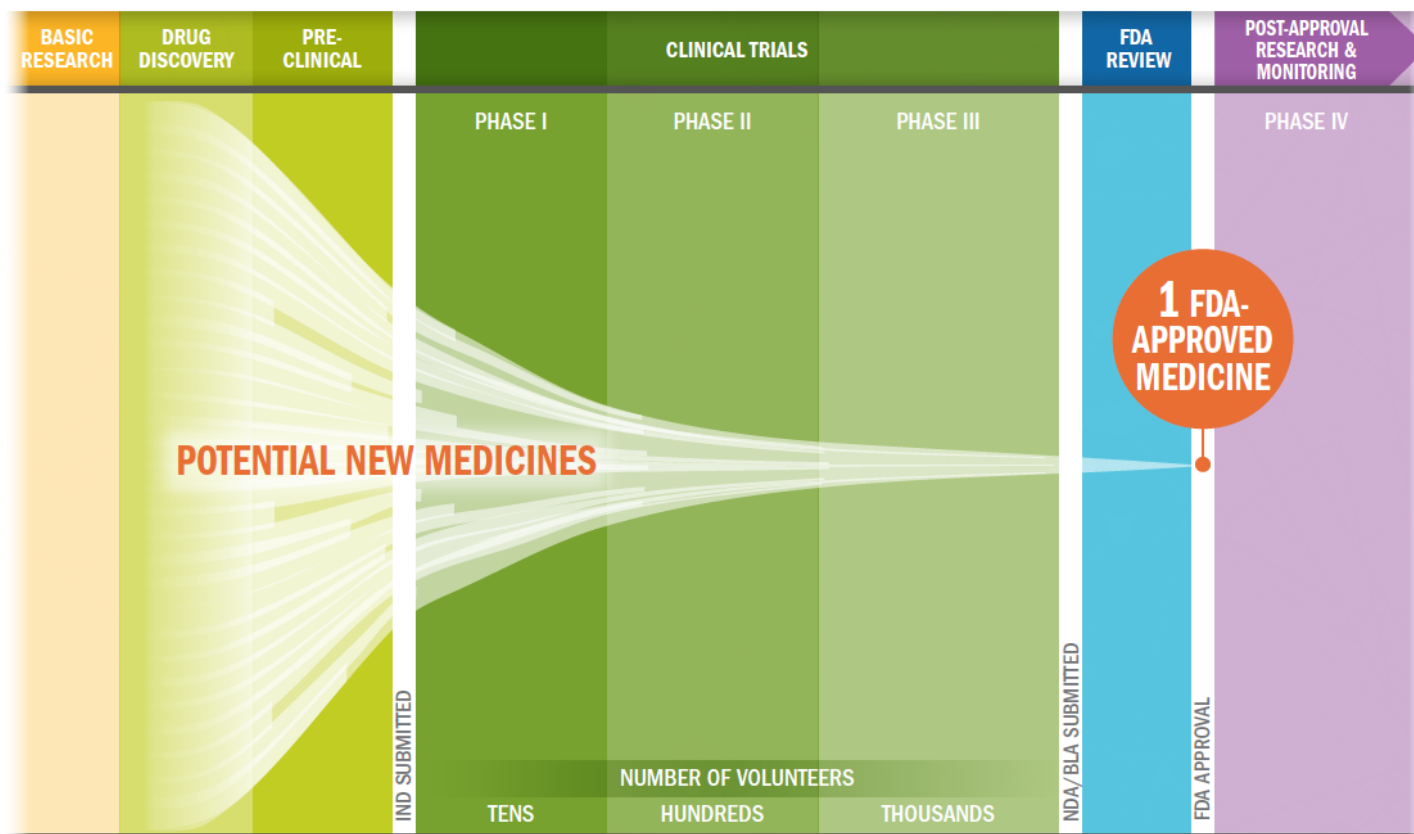 BASIC
RESEARCH
DRUG
DISCOVERY
PRE-
CLINICAL
CLINICAL TRIALS
FDA
REVIEW
POST-APPROVAL
RESEARCH &
MONITORING
PHASE I
PHASE II
PHASE III
PHASE IV
1 FDA-
APPROVED
MEDICINE
POTENTIAL NEW MEDICINES
IND SUBMITTED
NDA/BLA SUBMITTED
FDA APPROVAL
NUMBER OF VOLUNTEERS
TENS
HUNDREDS
THOUSANDS